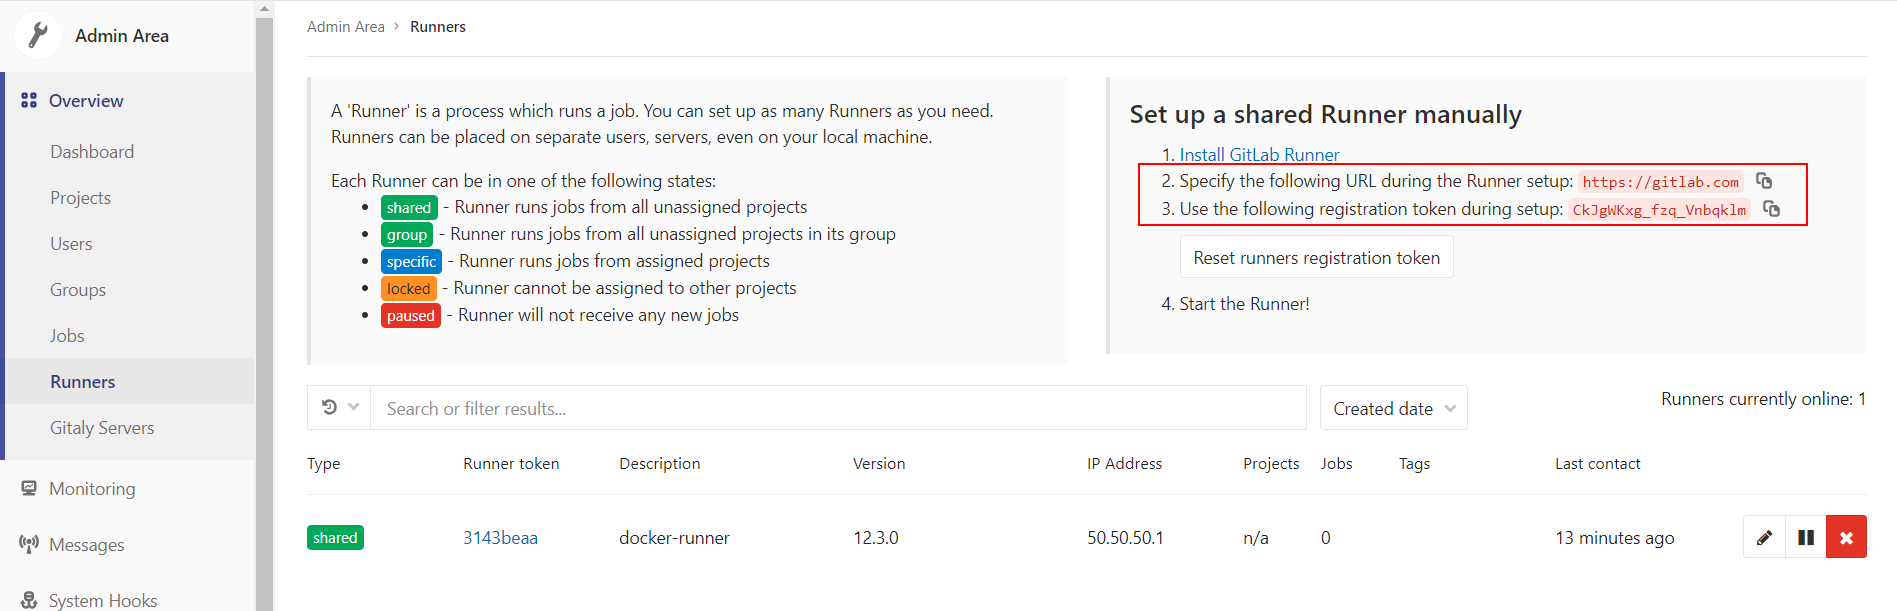 Admin Area
Overview
Dashboard
Projects
Users
Groups
Jobs
Runners
Gitaly Servers
Monitoring
Messages
System Hooks
Admin Area > Runners
A 'Runner' is a process which runs a job. You can set up as many Runners as you need.
Runners can be placed on separate users, servers, even on your local machine.
Each Runner can be in one of the following states:
• shared - Runner runs jobs from all unassigned projects
• group - Runner runs jobs from all unassigned projects in its group
• specific - Runner runs jobs from assigned projects
• locked - Runner cannot be assigned to other projects
• paused - Runner will not receive any new jobs
Set up a shared Runner manually
1. Install GitLab Runner
2. Specify the following URL during the Runner setup: https://gitlab.com
3. Use the following registration token during setup: CkJgWKxg_fzq_Vnbqklm
Reset runners registration token
4. Start the Runner!
Search or filter results...
Created date
Runners currently online: 1
Type Runner token Description Version IP Address Projects Jobs Tags Last contact
shared 3143beaa docker-runner 12.3.0 50.50.50.1 n/a 0 13 minutes ago